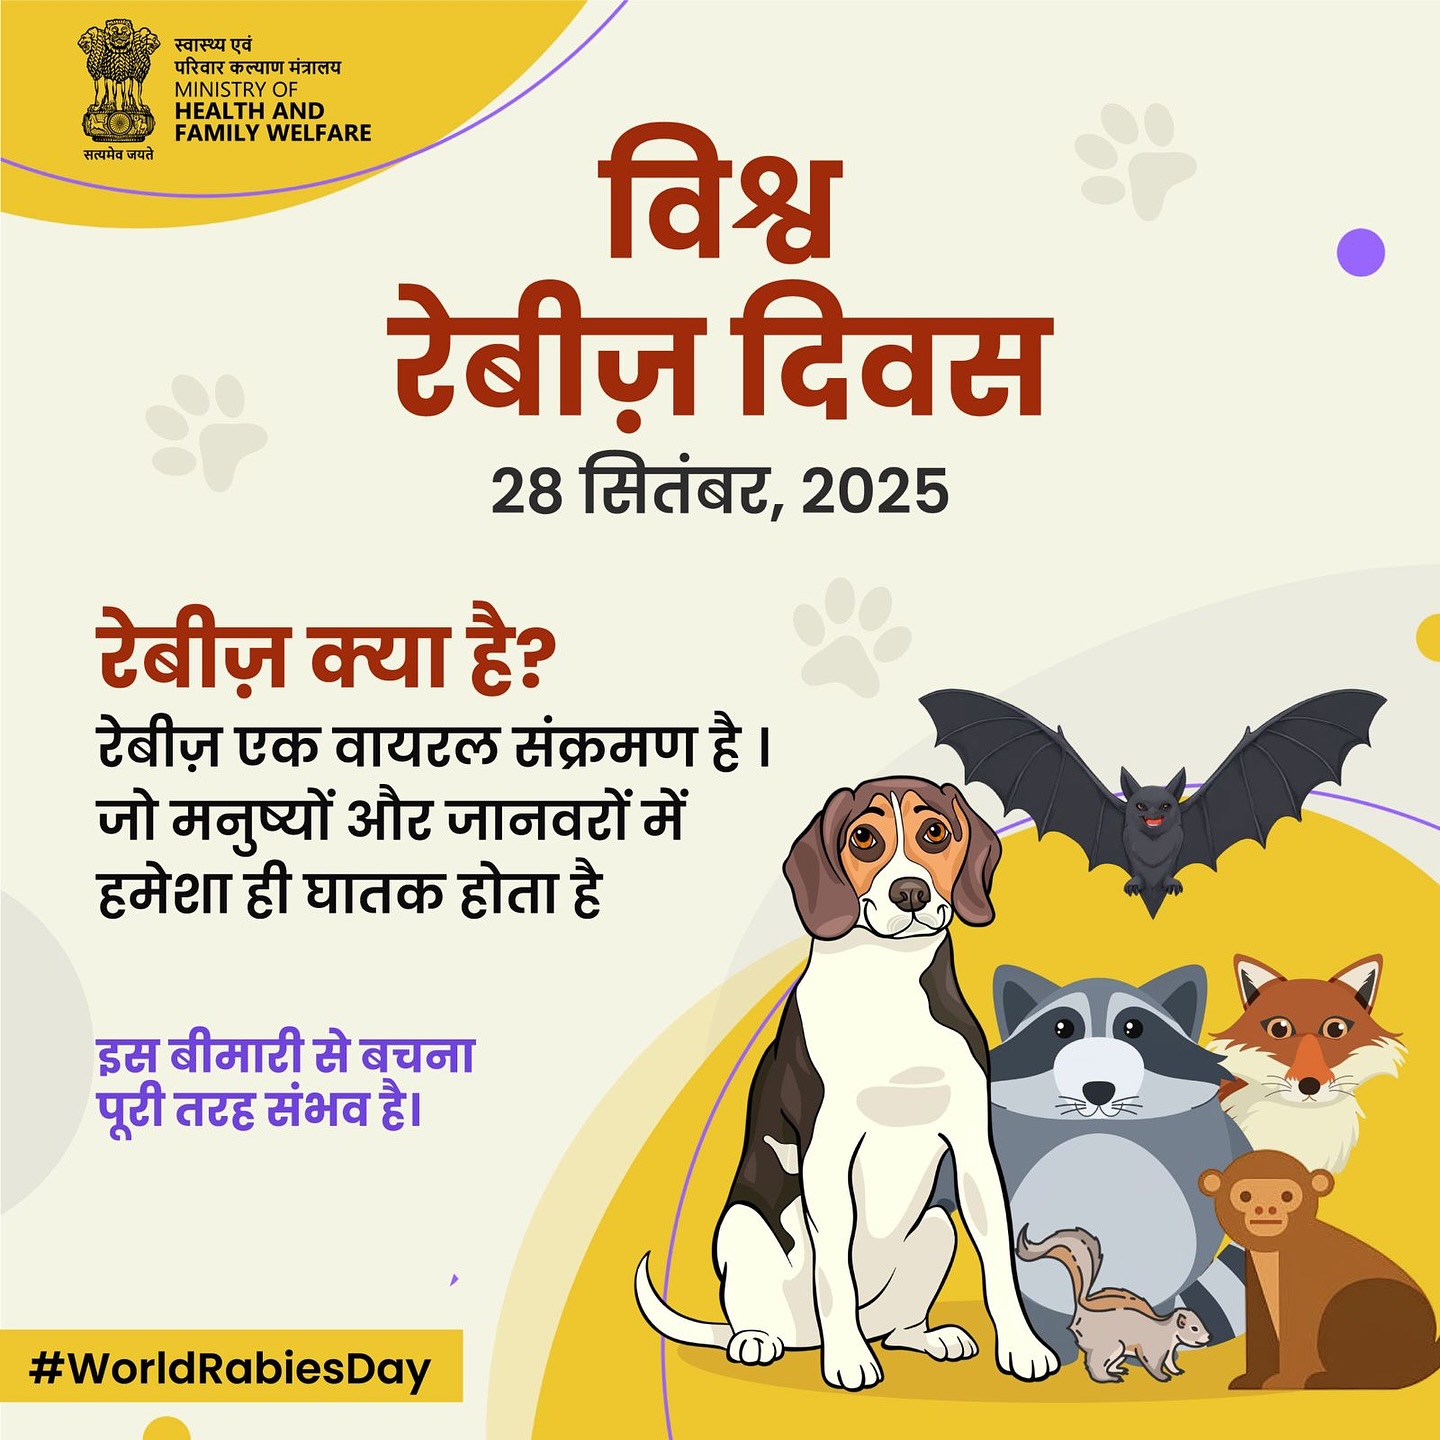 स्वास्थ्य एवं
परिवार कल्याण मंत्रालय
MINISTRY OF
HEALTH AND
FAMILY WELFARE
सत्यमेव जयते
विश्व
रेबीज़ दिवस
28 सितंबर, 2025
रेबीज़ क्या है?
रेबीज़ एक वायरल संक्रमण है ।
जो मनुष्यों और जानवरों में
हमेशा ही घातक होता है
इस बीमारी से बचना
पूरी तरह संभव है।
#WorldRabiesDay